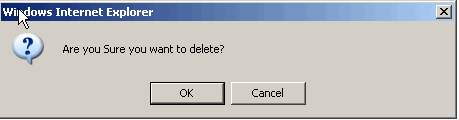 Windows Internet Explorer
Are you Sure you want to delete?
OK Cancel